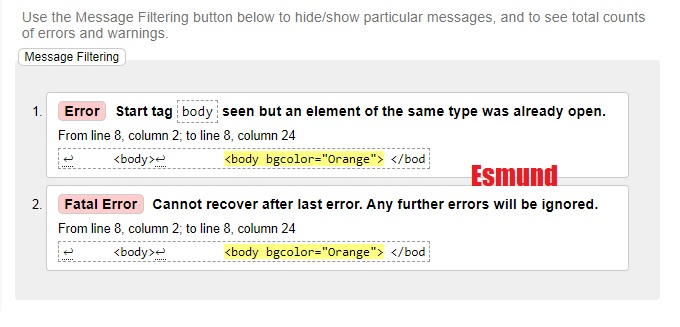 Use the Message Filtering button below to hide/show particular messages, and to see total counts
of errors and warnings.
Message Filtering
1. Error Start tag body seen but an element of the same type was already open.
From line 8, column 2; to line 8, column 24
↩ <body>↩ <body bgcolor="Orange"> </bod
Esmund
2. Fatal Error Cannot recover after last error. Any further errors will be ignored.
From line 8, column 2; to line 8, column 24
↩ <body>↩ <body bgcolor="Orange"> </bod